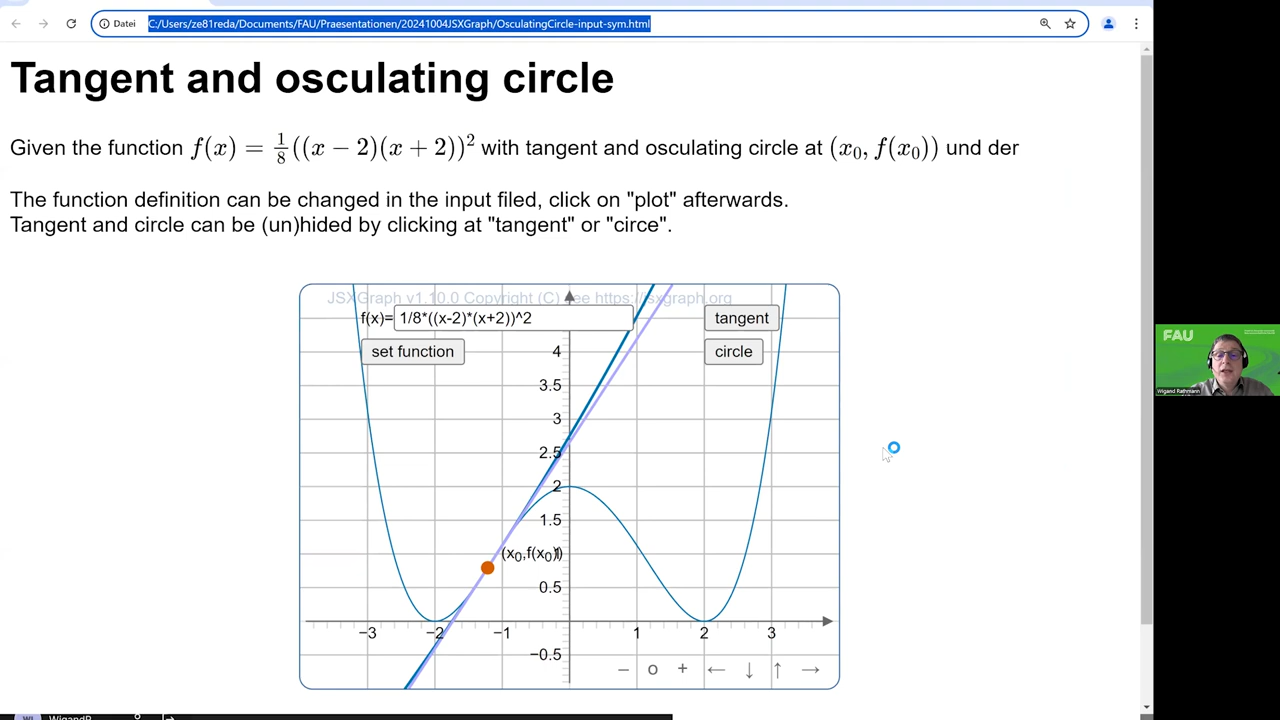 Datei C:/Users/ze81reda/Documents/FAU/Praesentationen/20241004JSXGraph/OsculatingCircle-input-sym.html
Tangent and osculating circle
Given the function f(x) = 1/8((x − 2)(x + 2))² with tangent and osculating circle at (x₀, f(x₀)) und der
The function definition can be changed in the input filed, click on "plot" afterwards.
Tangent and circle can be (un)hided by clicking at "tangent" or "circe".
JSXGraph v1.10.0 Copyright (C) see https://jsxgraph.org
f(x)= 1/8*((x-2)*(x+2))^2 tangent
set function circle
4
3.5
3
2.5
2
1.5
(x₀,f(x₀))
0.5
−3 −2 −1 1 2 3
−0.5
− o + ← ↓ ↑ →
FAU
Wigand Rathmann
WigandR